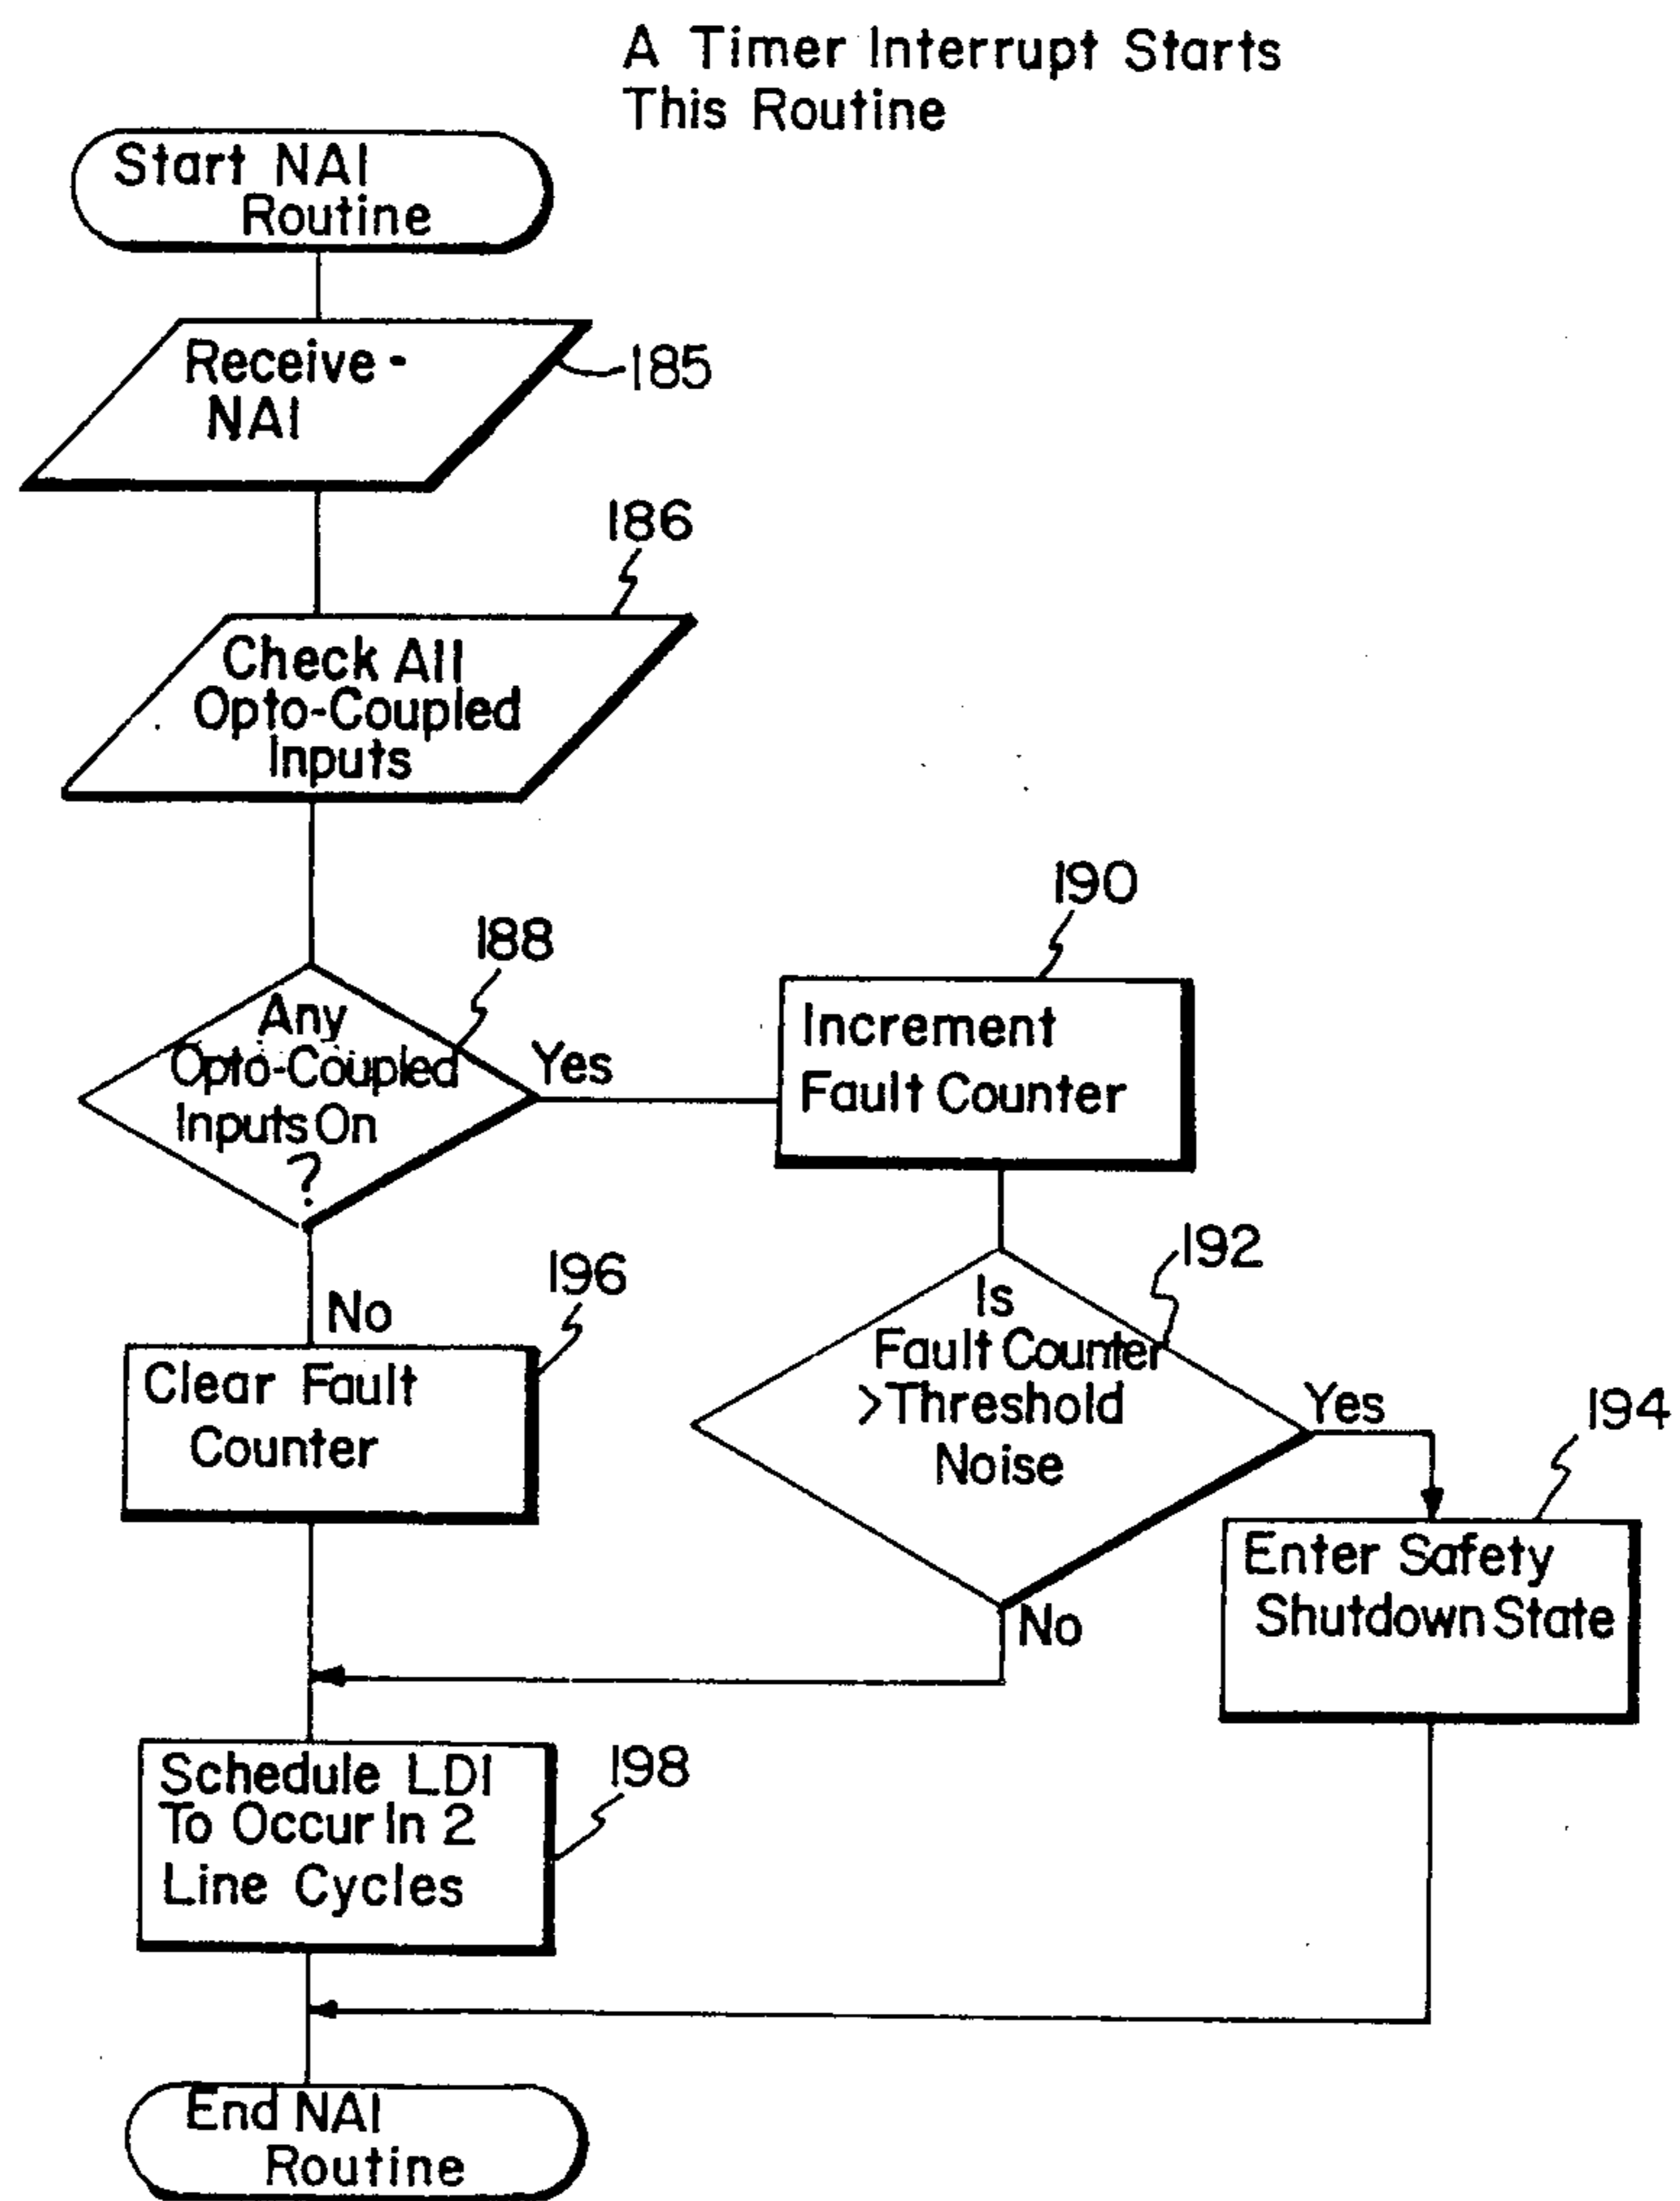 A Timer Interrupt Starts
This Routine
Start NAI
Routine
Receive -
NAI
185
186
Check All
Opto-Coupled
Inputs
188
Any
Opto-Coupled
Inputs On
?
Yes
190
Increment
Fault Counter
No
192
Is
Fault Counter
>Threshold
Noise
Yes
194
196
Clear Fault
Counter
Enter Safety
Shutdown State
No
Schedule LDI
To Occur In 2
Line Cycles
198
End NAI
Routine